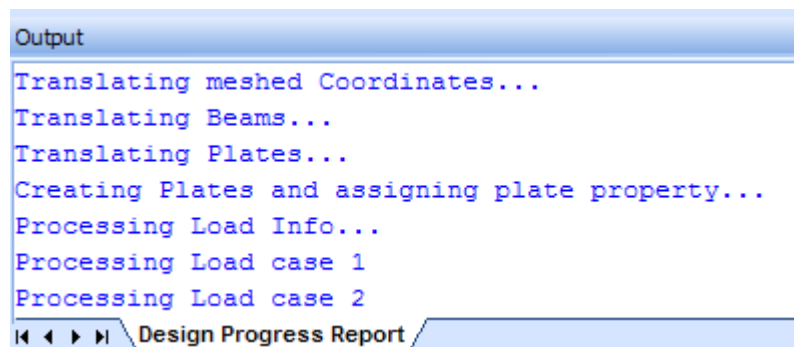 Output
Translating meshed Coordinates...
Translating Beams...
Translating Plates...
Creating Plates and assigning plate property...
Processing Load Info...
Processing Load case 1
Processing Load case 2
Design Progress Report